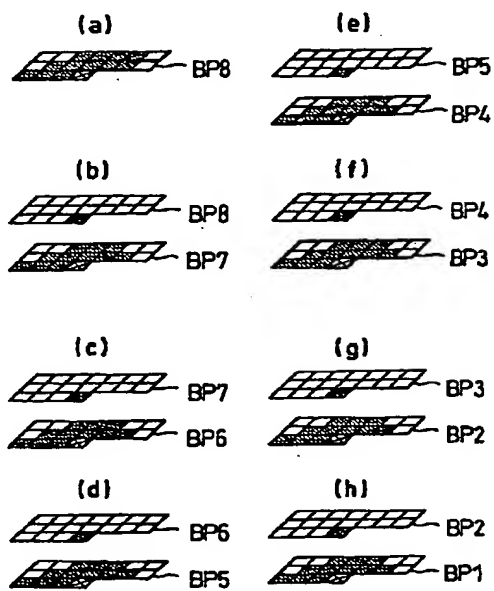 (a)
BP8
(b)
BP8
BP7
(c)
BP7
BP6
(d)
BP6
BP5
(e)
BP5
BP4
(f)
BP4
BP3
(g)
BP3
BP2
(h)
BP2
BP1